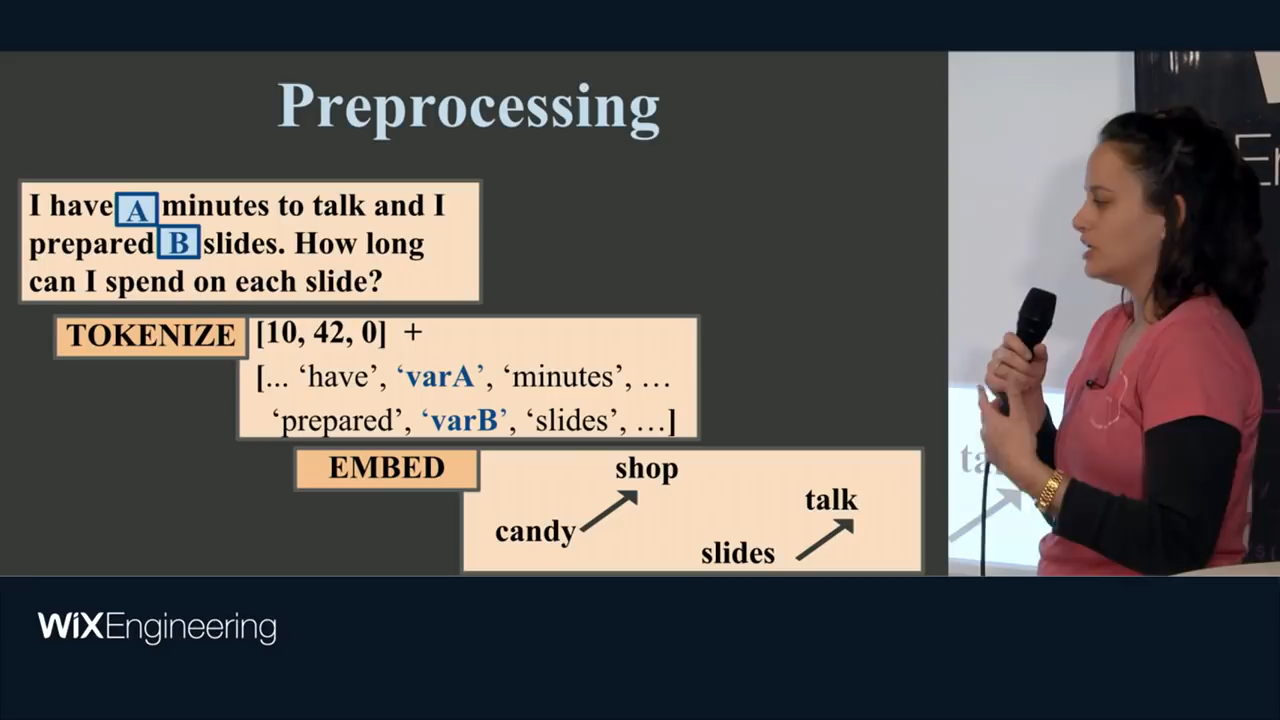 Preprocessing
I have A minutes to talk and I
prepared B slides. How long
can I spend on each slide?
TOKENIZE
[10, 42, 0] +
[... ‘have’, ‘varA’, ‘minutes’, …
‘prepared’, ‘varB’, ‘slides’, …]
EMBED
shop
candy
talk
slides
WiXEngineering